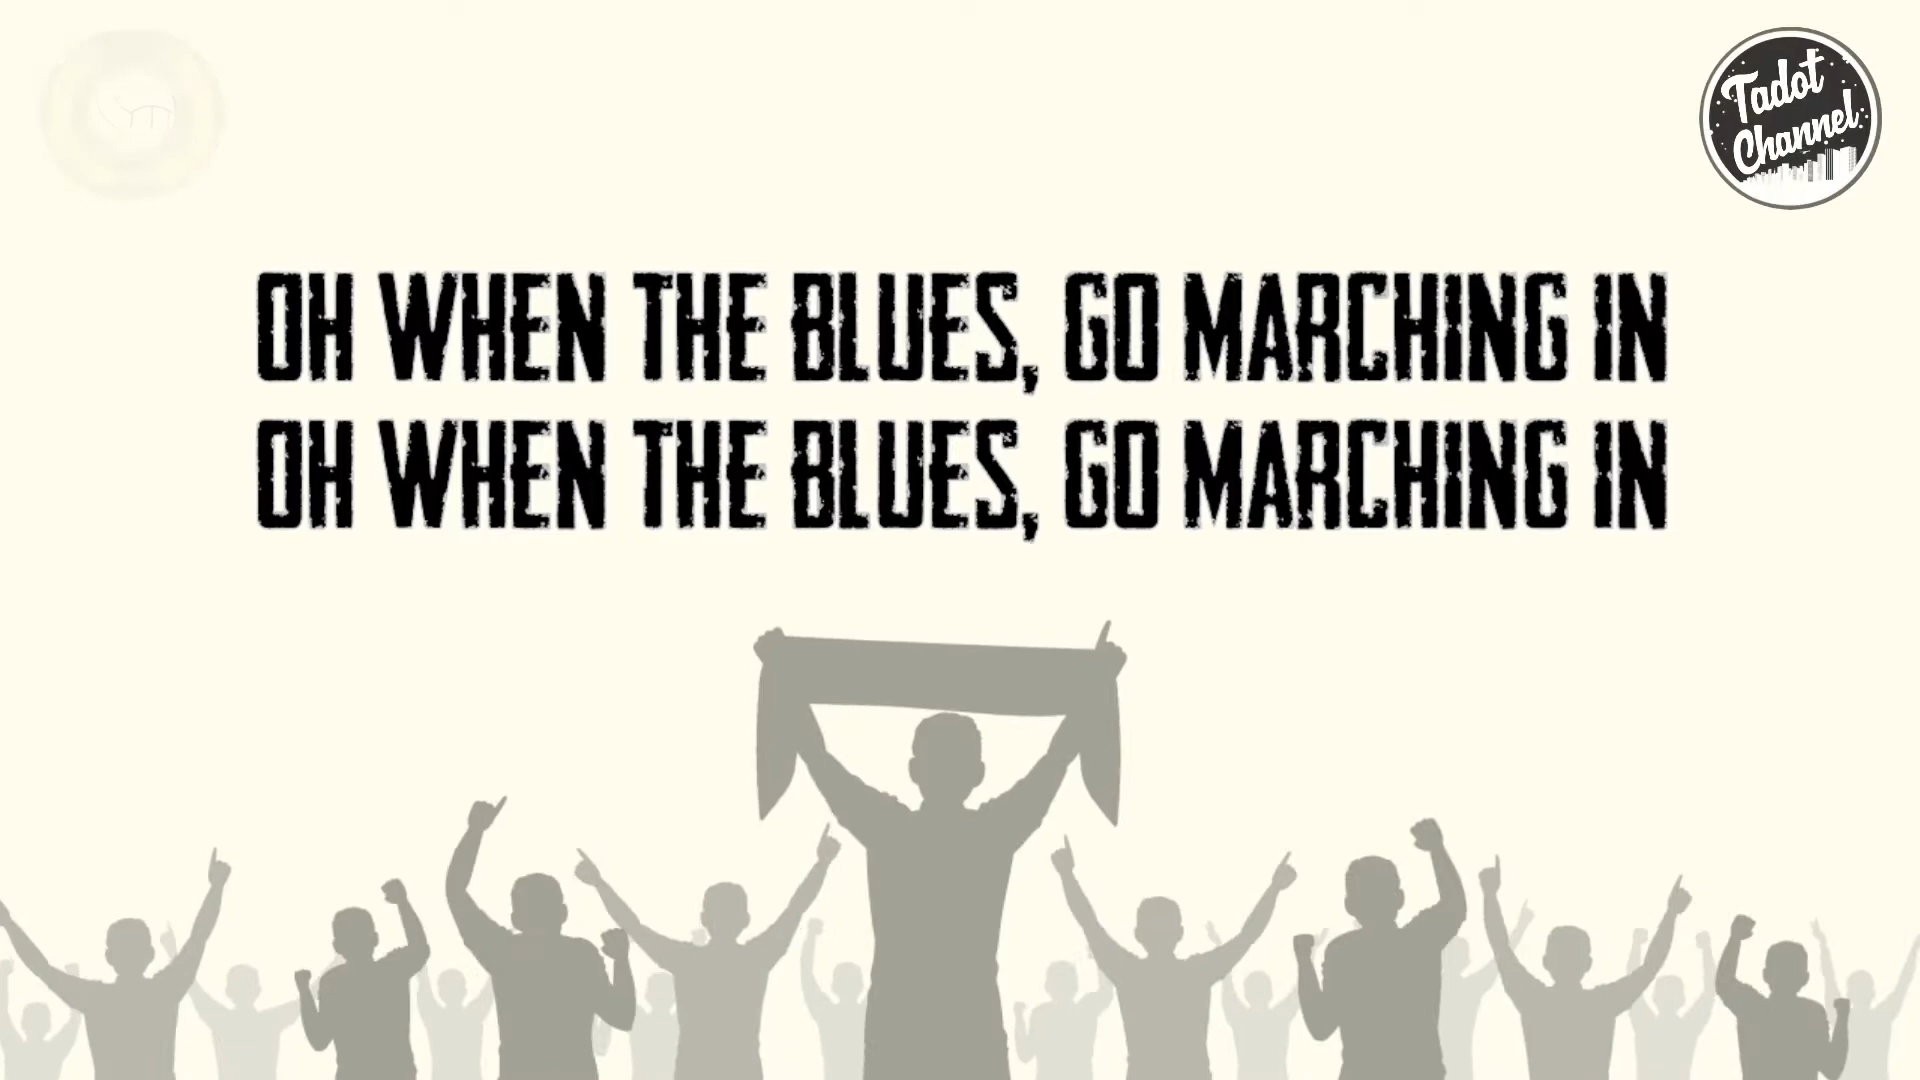 Tadot
Channel
OH WHEN THE BLUES, GO MARCHING IN
OH WHEN THE BLUES, GO MARCHING IN